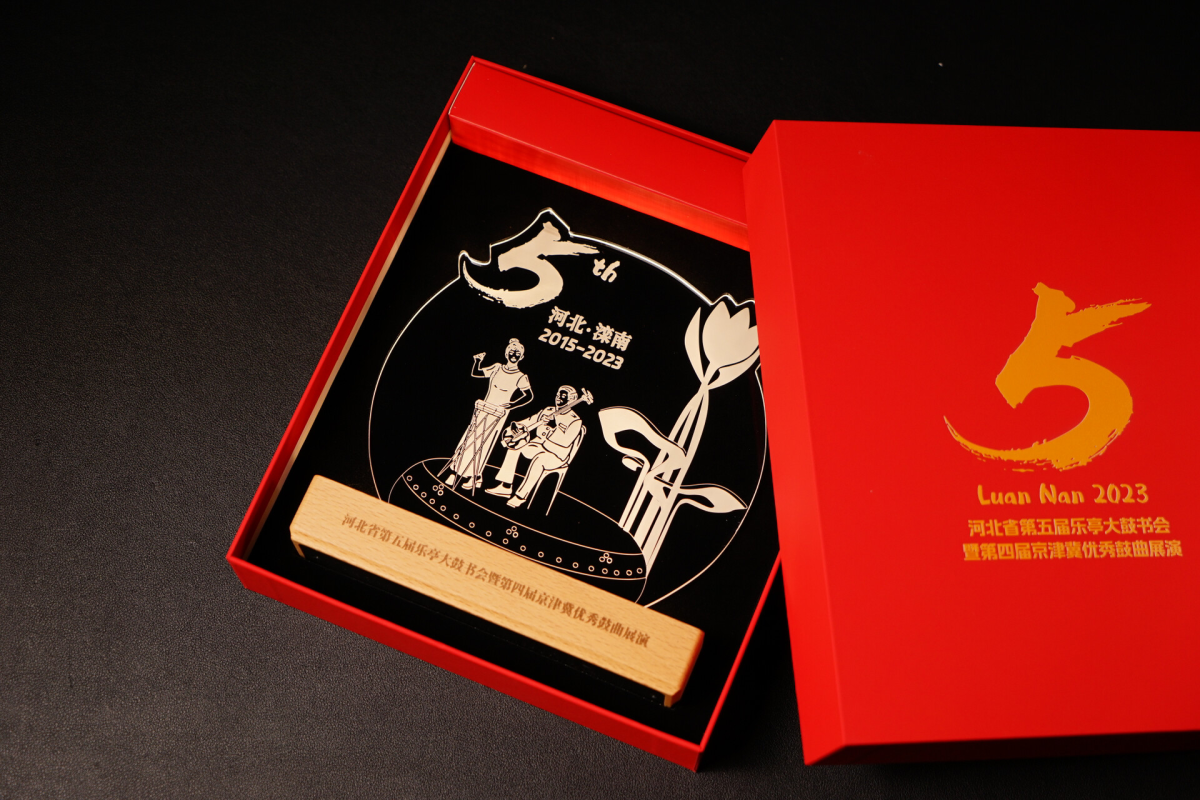 5th
河北·滦南
2015-2023
河北省第五届乐亭大鼓书会暨第四届京津冀优秀鼓曲展演
5
Luan Nan 2023
河北省第五届乐亭大鼓书会
暨第四届京津冀优秀鼓曲展演